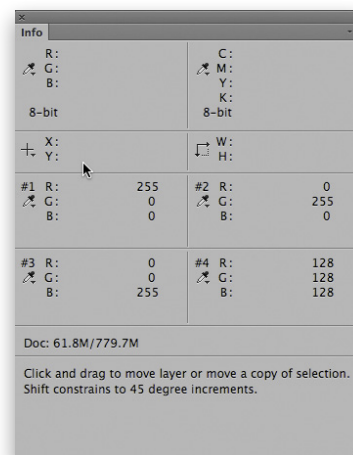 Info
R:
G:
B:
8-bit
C:
M:
Y:
K:
8-bit
X:
Y:
W:
H:
#1 R: 255
G: 0
B: 0
#2 R: 0
G: 255
B: 0
#3 R: 0
G: 0
B: 255
#4 R: 128
G: 128
B: 128
Doc: 61.8M/779.7M
Click and drag to move layer or move a copy of selection.
Shift constrains to 45 degree increments.